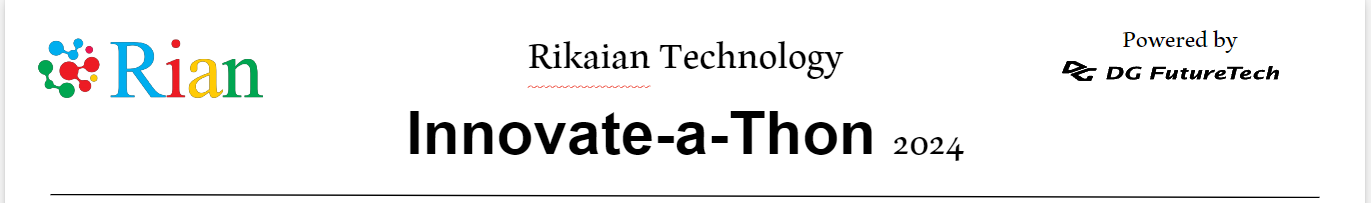 Rian
Rikaian Technology
Powered by
DG FutureTech
Innovate-a-Thon 2024